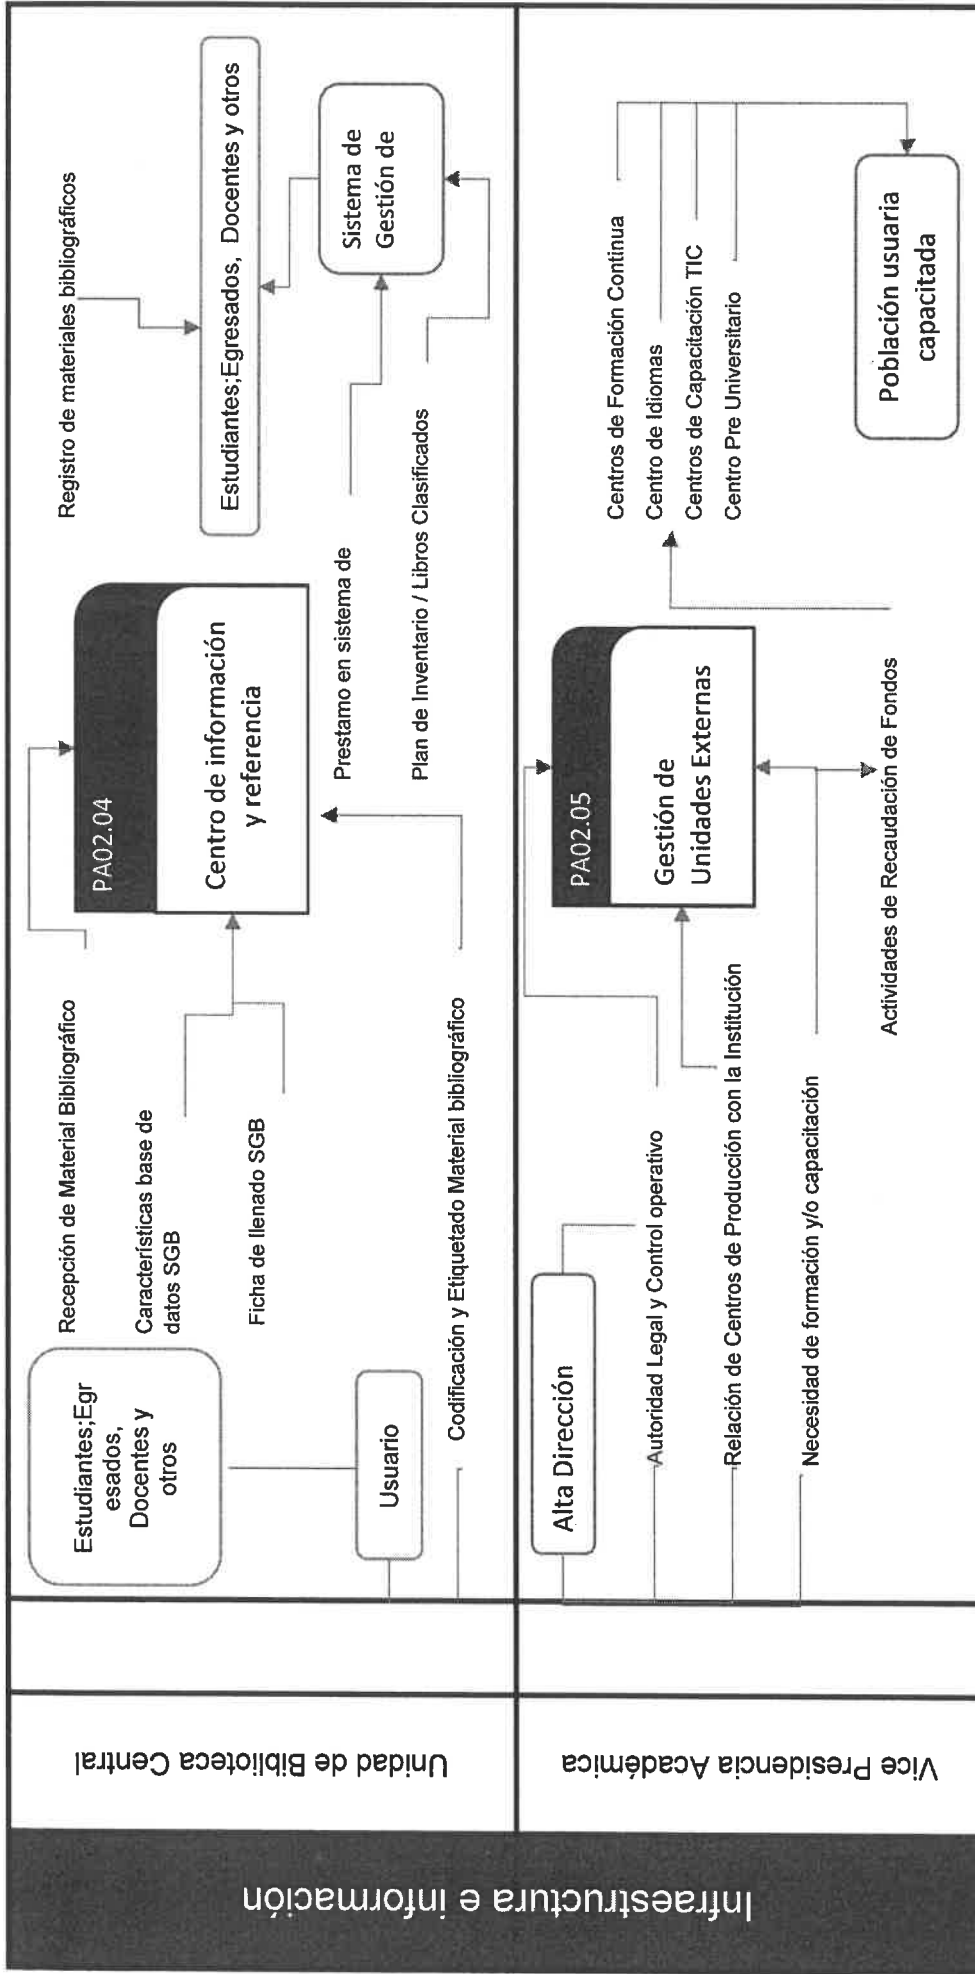 Infraestructura e información
Unidad de Biblioteca Central
Estudiantes;Egr
esados,
Docentes y
otros
Usuario
Recepción de Material Bibliográfico
Características base de
datos SGB
Ficha de llenado SGB
Codificación y Etiquetado Material bibliográfico
PA02.04
Centro de información
y referencia
Registro de materiales bibliográficos
Estudiantes;Egresados, Docentes y otros
Sistema de
Gestión de
Prestamo en sistema de
Plan de Inventario / Libros Clasificados
Vice Presidencia Académica
Alta Dirección
Autoridad Legal y Control operativo
Relación de Centros de Producción con la Institución
Necesidad de formación y/o capacitación
PA02.05
Gestión de
Unidades Externas
Actividades de Recaudación de Fondos
Centros de Formación Continua
Centro de Idiomas
Centros de Capacitación TIC
Centro Pre Universitario
Población usuaria
capacitada